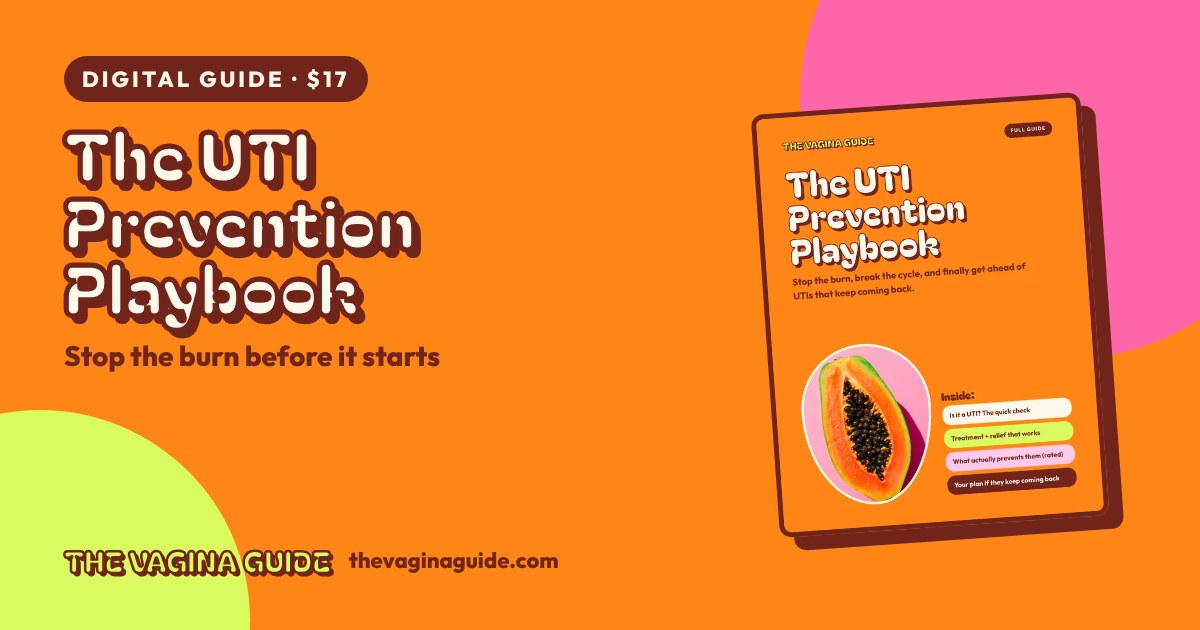 DIGITAL GUIDE · $17
The UTI
Prevention
Playbook
Stop the burn before it starts
THE VAGINA GUIDE
thevaginaguide.com
THE VAGINA GUIDE
FULL GUIDE
The UTI
Prevention
Playbook
Stop the burn, break the cycle, and finally get ahead of
UTIs that keep coming back.
Inside:
Is it a UTI? The quick check
Treatment + relief that works
What actually prevents them (rated)
Your plan if they keep coming back